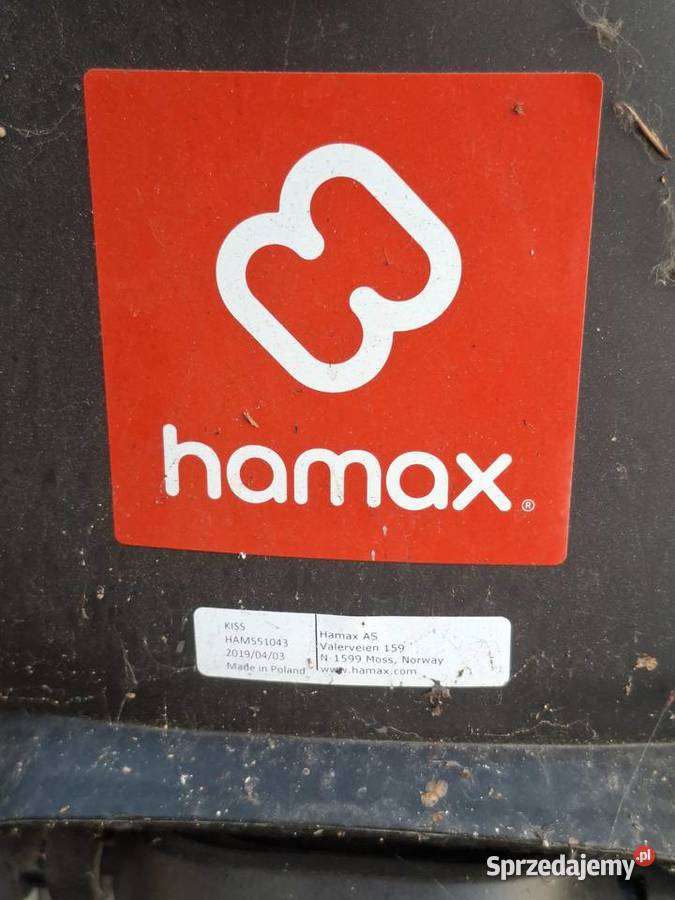 hamax®
KISS
HAM551043
2019/04/03
Made in Poland
Hamax AS
Valerveien 159
N-1599 Moss, Norway
www.hamax.com
Sprzedajemy.pl